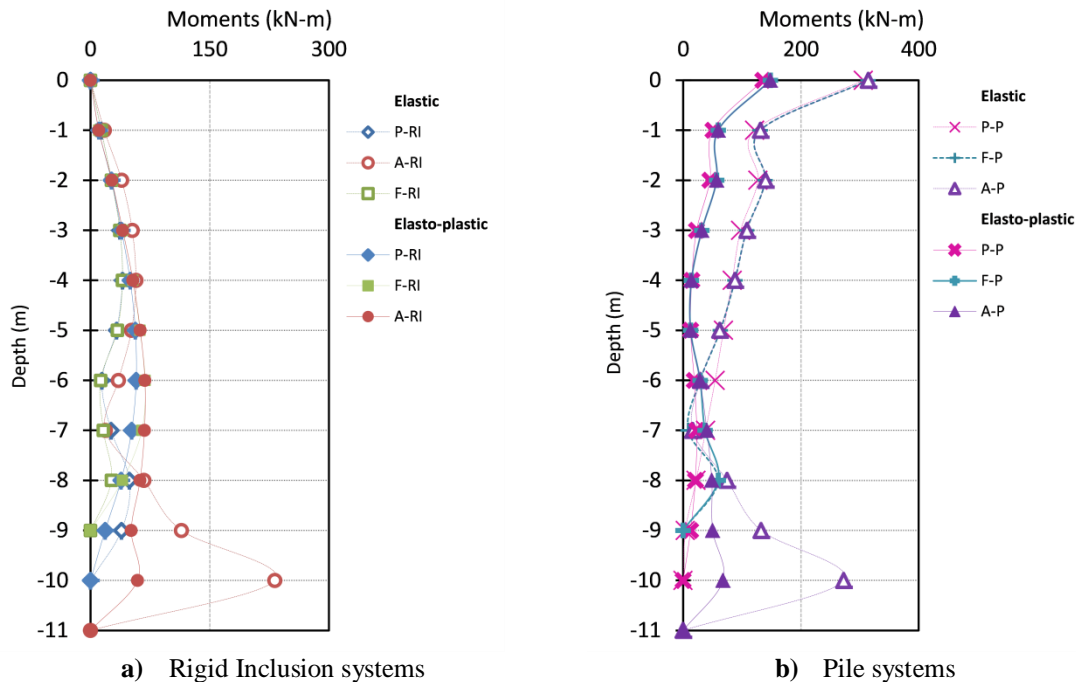 Moments (kN-m)
0 150 300
0
-1
-2
-3
-4
-5
-6
-7
-8
-9
-10
-11
Depth (m)
Elastic
P-RI
A-RI
F-RI
Elasto-plastic
P-RI
F-RI
A-RI
a) Rigid Inclusion systems
Moments (kN-m)
0 200 400
0
-1
-2
-3
-4
-5
-6
-7
-8
-9
-10
-11
Depth (m)
Elastic
P-P
F-P
A-P
Elasto-plastic
P-P
F-P
A-P
b) Pile systems